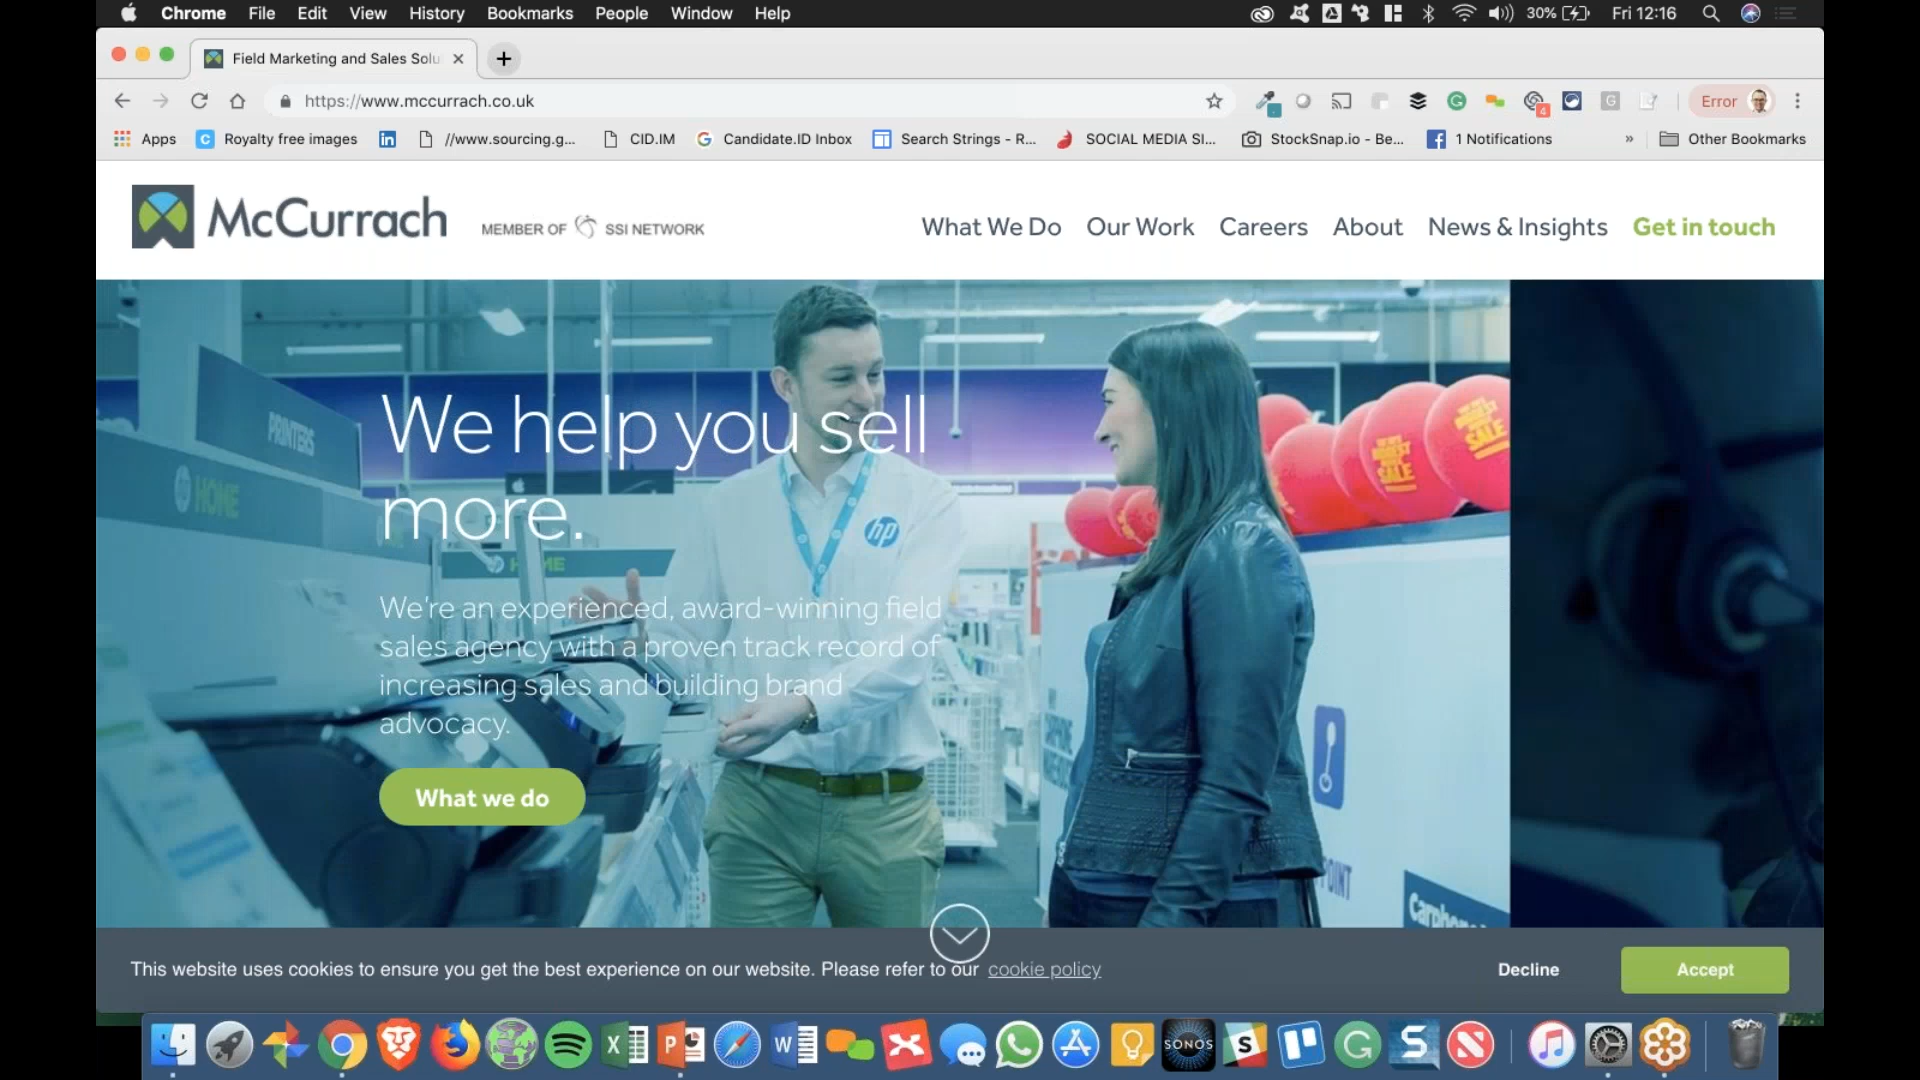 Chrome File Edit View History Bookmarks People Window Help 30% Fri 12:16
Field Marketing and Sales Solu
https://www.mccurrach.co.uk Error
Apps Royalty free images //www.sourcing.g... CID.IM Candidate.ID Inbox Search Strings - R... SOCIAL MEDIA SI... StockSnap.io - Be... 1 Notifications » Other Bookmarks
McCurrach MEMBER OF SSI NETWORK What We Do Our Work Careers About News & Insights Get in touch
PRINTERS
hp HOME
We help you sell
more.
hp
SALE
SALE
We're an experienced, award-winning field
sales agency with a proven track record of
increasing sales and building brand
advocacy.
What we do
This website uses cookies to ensure you get the best experience on our website. Please refer to our cookie policy Decline Accept
SONOS